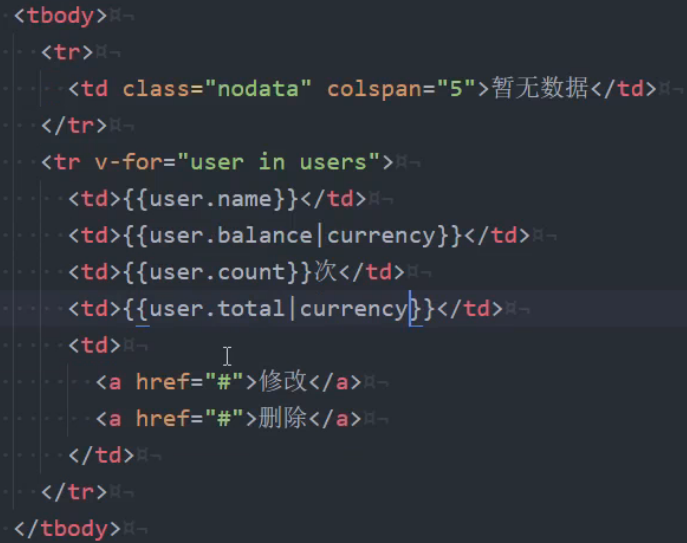 <tbody>
<tr>
<td class="nodata" colspan="5">暂无数据</td>
</tr>
<tr v-for="user in users">
<td>{{user.name}}</td>
<td>{{user.balance|currency}}</td>
<td>{{user.count}}次</td>
<td>{{user.total|currency}}</td>
<td>
<a href="#">修改</a>
<a href="#">删除</a>
</td>
</tr>
</tbody>